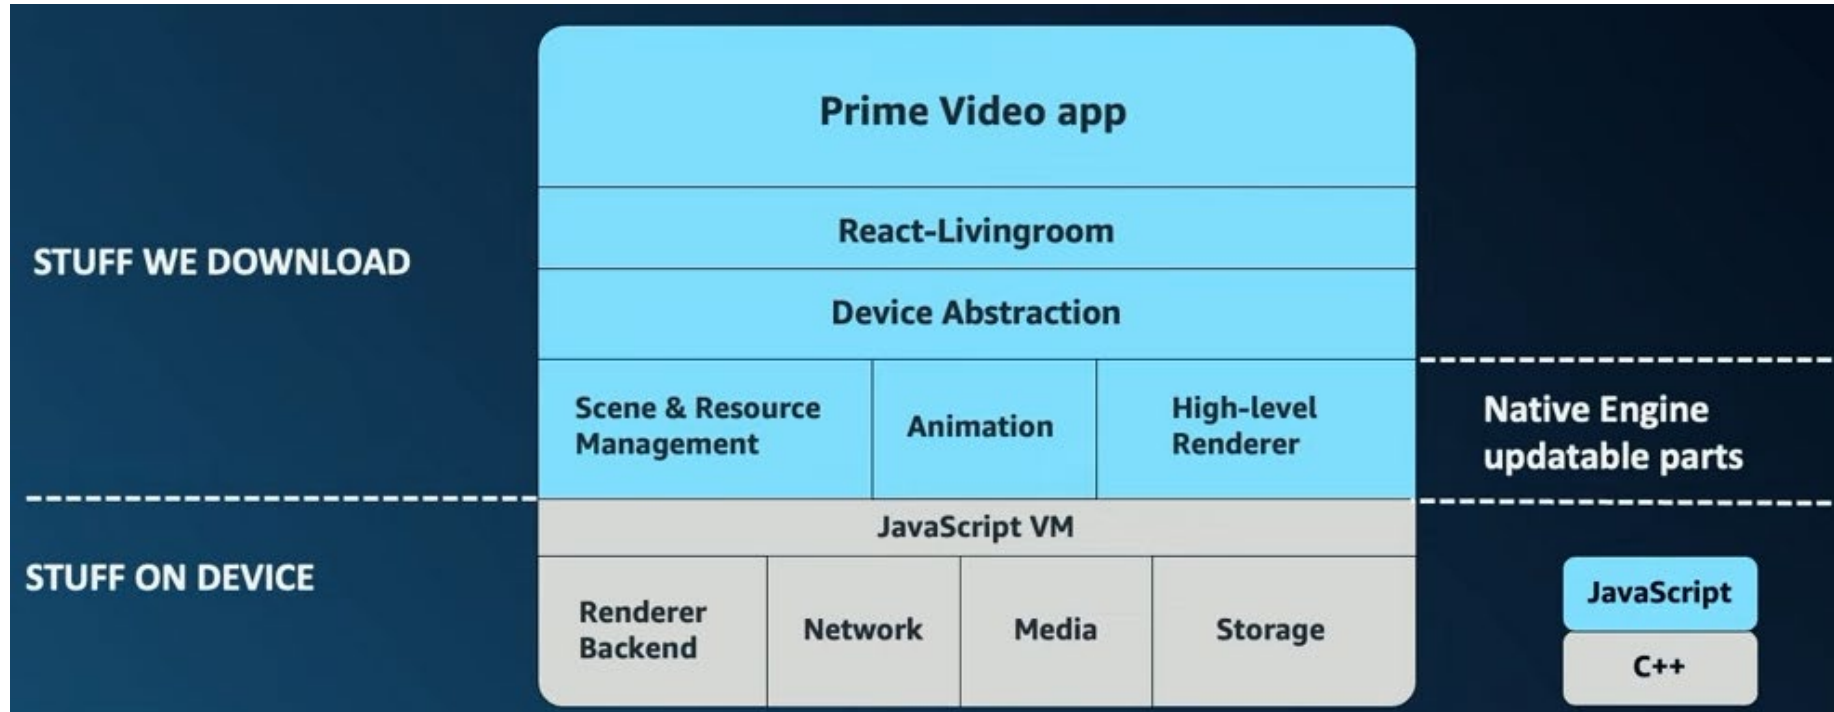 Prime Video app
React-Livingroom
STUFF WE DOWNLOAD
Device Abstraction
Scene & Resource
Management
Animation
High-level
Renderer
Native Engine
updatable parts
JavaScript VM
STUFF ON DEVICE
Renderer
Backend
Network
Media
Storage
JavaScript
C++